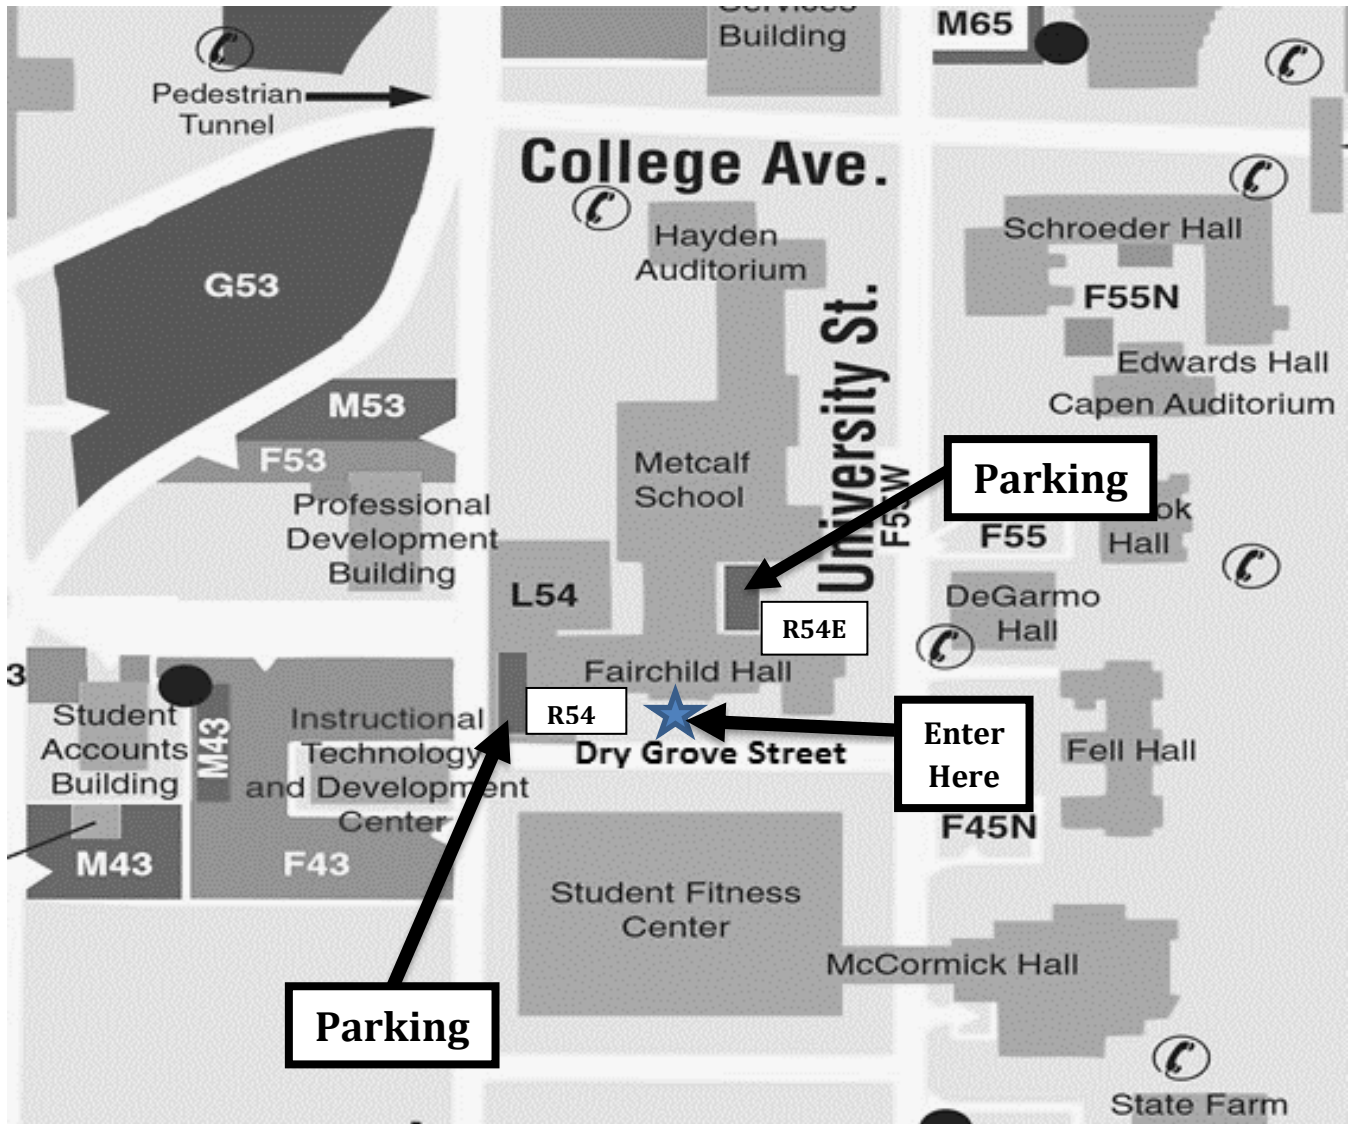 Building
M65
Pedestrian
Tunnel
College Ave.
Hayden
Auditorium
Schroeder Hall
G53
F55N
University St.
F55W
Edwards Hall
Capen Auditorium
M53
F53
Metcalf
School
Parking
Professional
Development
Building
F55
Hall
L54
R54E
DeGarmo
Hall
3
Fairchild Hall
Student
Accounts
Building
M43
Instructional
Technology
and Development
Center
R54
Enter
Here
Dry Grove Street
Fell Hall
F45N
M43
F43
Student Fitness
Center
McCormick Hall
Parking
State Farm